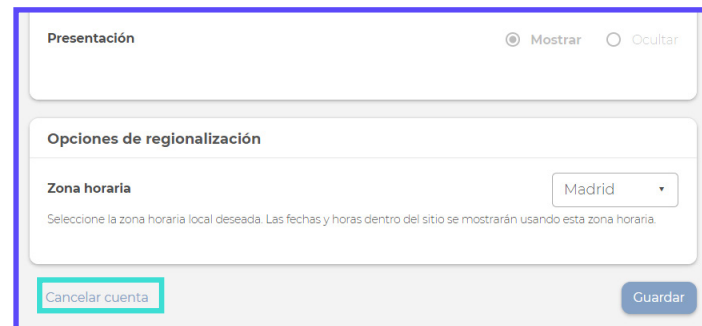 Presentación
Mostrar Ocultar
Opciones de regionalización
Zona horaria
Madrid
Seleccione la zona horaria local deseada. Las fechas y horas dentro del sitio se mostrarán usando esta zona horaria.
Cancelar cuenta
Guardar